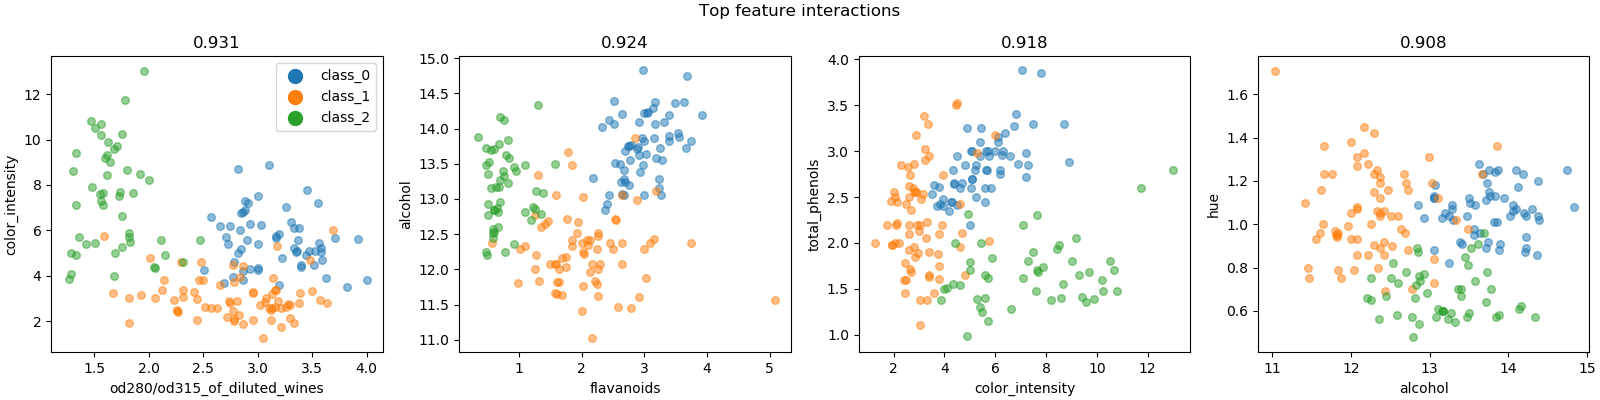 Top feature interactions
0.931
12
10
8
6
4
2
color_intensity
class_0
class_1
class_2
1.5 2.0 2.5 3.0 3.5 4.0
od280/od315_of_diluted_wines
0.924
15.0
14.5
14.0
13.5
13.0
12.5
12.0
11.5
11.0
alcohol
1 2 3 4 5
flavanoids
0.918
4.0
3.5
3.0
2.5
2.0
1.5
1.0
total_phenols
2 4 6 8 10 12
color_intensity
0.908
1.6
1.4
1.2
1.0
0.8
0.6
hue
11 12 13 14 15
alcohol